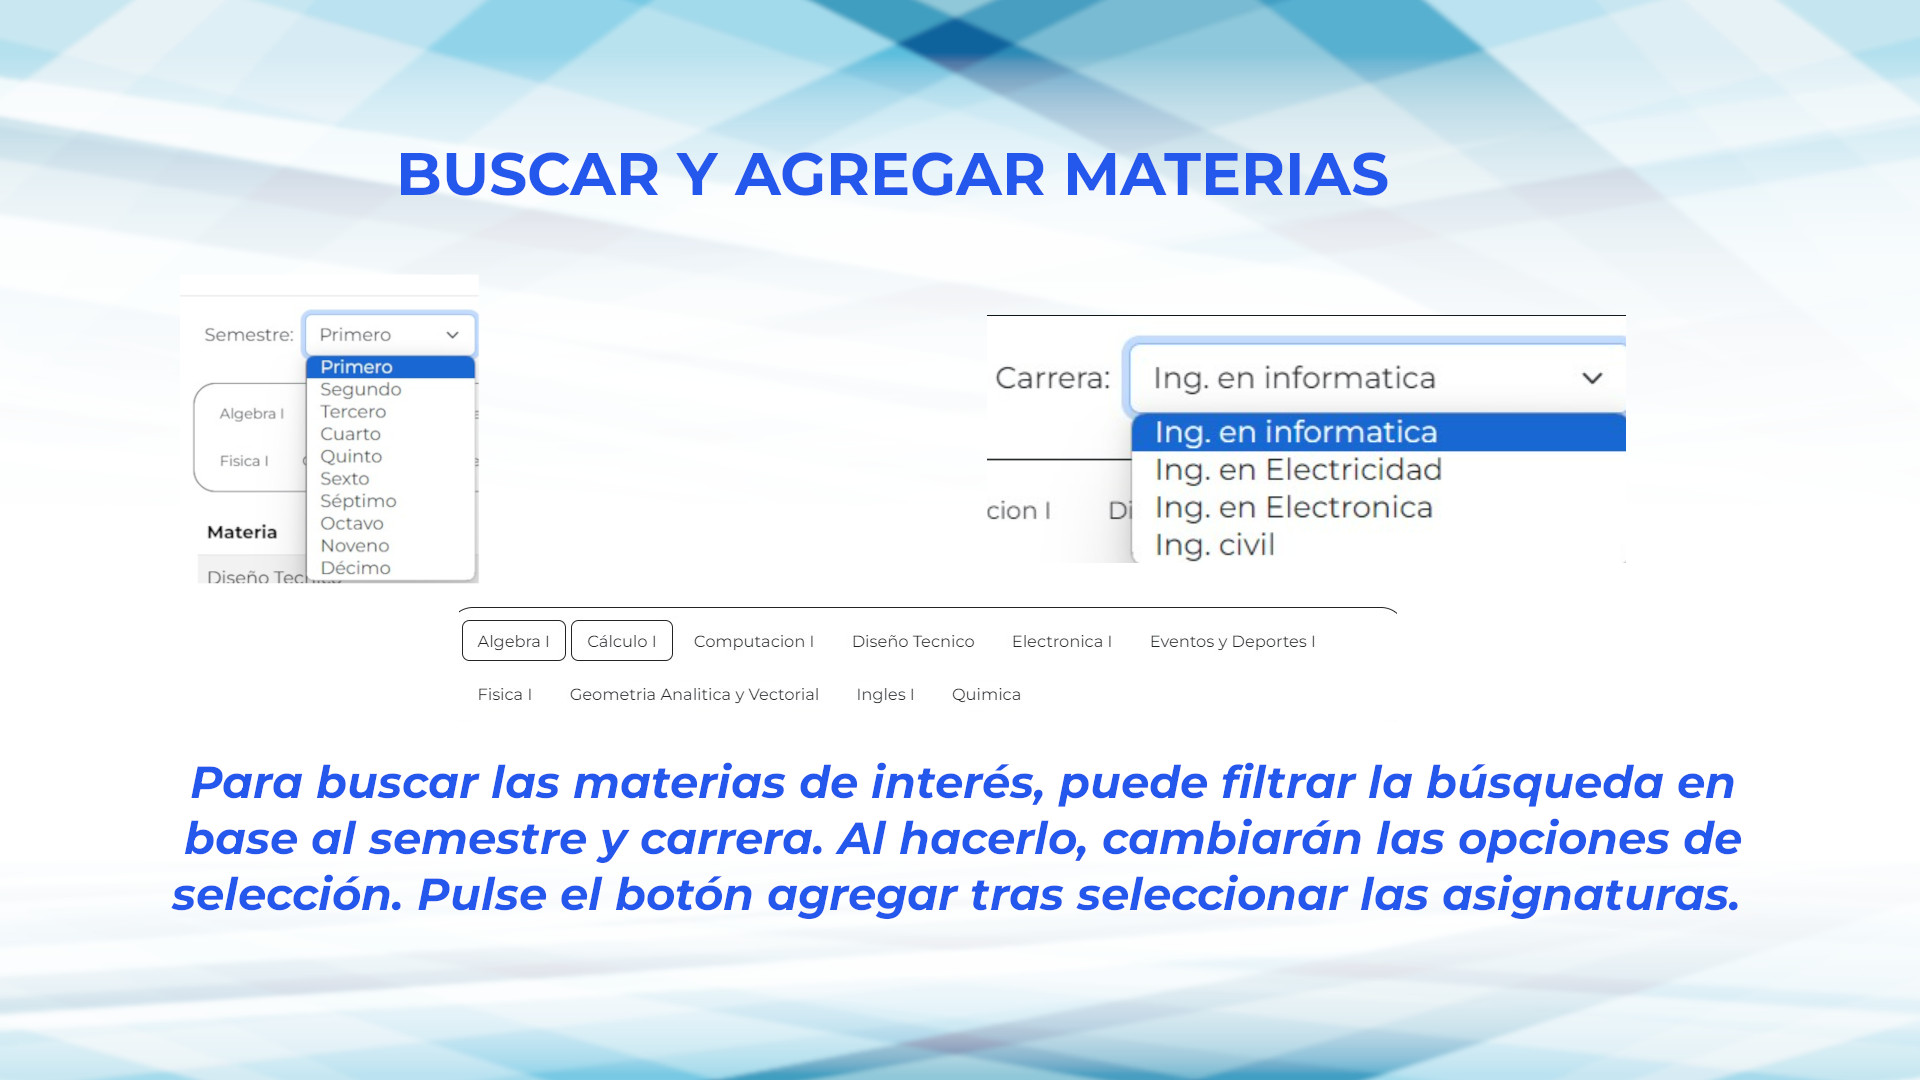 BUSCAR Y AGREGAR MATERIAS
Semestre: Primero
Primero
Segundo
Tercero
Cuarto
Quinto
Sexto
Séptimo
Octavo
Noveno
Décimo
Algebra I
Fisica I
Materia
Diseño Tecnico
Carrera: Ing. en informatica
Ing. en informatica
Ing. en Electricidad
Ing. en Electronica
Ing. civil
cion I Di
Algebra I Cálculo I Computacion I Diseño Tecnico Electronica I Eventos y Deportes I
Fisica I Geometria Analitica y Vectorial Ingles I Quimica
Para buscar las materias de interés, puede filtrar la búsqueda en
base al semestre y carrera. Al hacerlo, cambiarán las opciones de
selección. Pulse el botón agregar tras seleccionar las asignaturas.